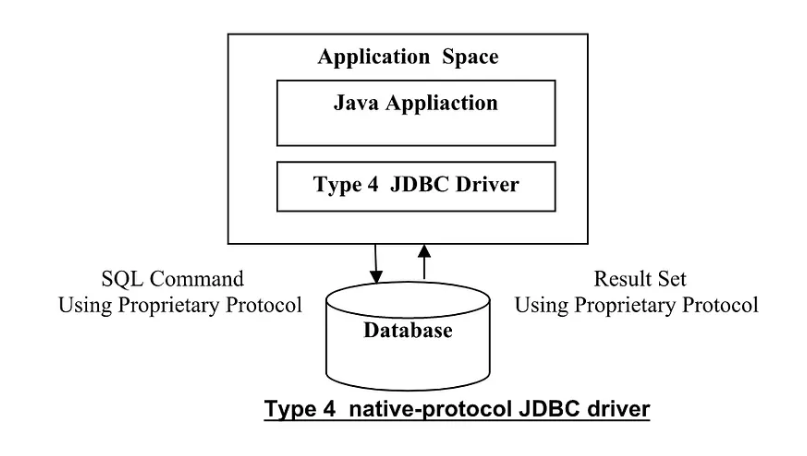 Application Space
Java Appliaction
Type 4 JDBC Driver
SQL Command
Using Proprietary Protocol
Result Set
Using Proprietary Protocol
Database
Type 4 native-protocol JDBC driver